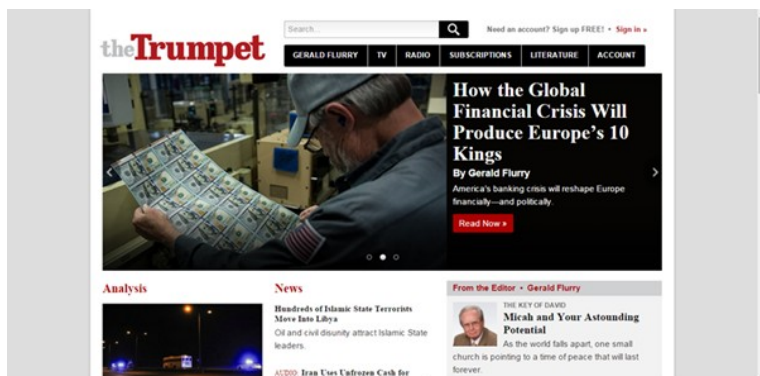 Search...
Need an account? Sign up FREE! • Sign in »
theTrumpet
GERALD FLURRY TV RADIO SUBSCRIPTIONS LITERATURE ACCOUNT
How the Global
Financial Crisis Will
Produce Europe's 10
Kings
By Gerald Flurry
America's banking crisis will reshape Europe
financially—and politically.
Read Now »
Analysis
News
Hundreds of Islamic State Terrorists
Move Into Libya
Oil and civil disunity attract Islamic State
leaders.
AUDIO: Iran Uses Unfrozen Cash for
From the Editor • Gerald Flurry
THE KEY OF DAVID
Micah and Your Astounding
Potential
As the world falls apart, one small
church is pointing to a time of peace that will last
forever.